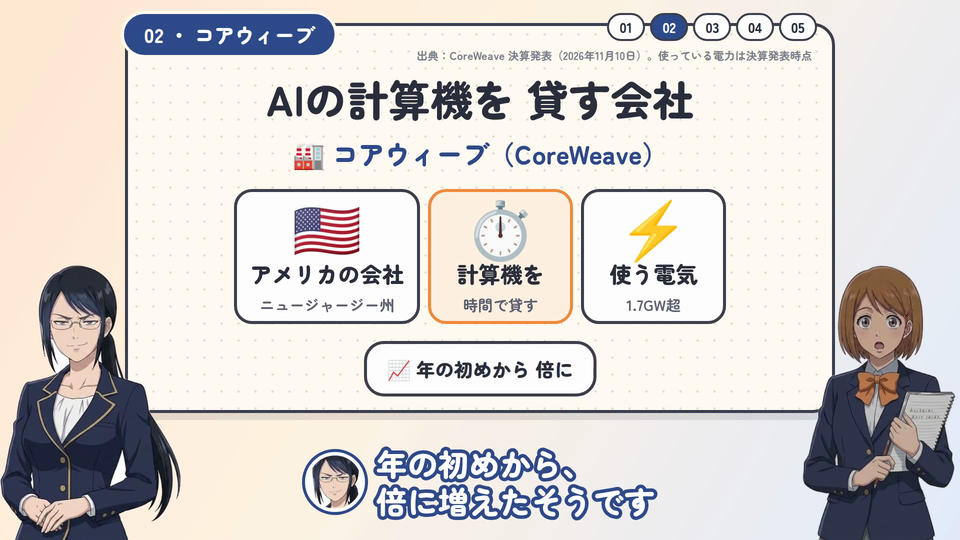 02 ・ コアウィーブ
01 02 03 04 05
出典：CoreWeave 決算発表（2026年11月10日）。使っている電力は決算発表時点
AIの計算機を 貸す会社
コアウィーブ（CoreWeave）
アメリカの会社
ニュージャージー州
計算機を
時間で貸す
使う電気
1.7GW超
年の初めから 倍に
年の初めから、
倍に増えたそうです